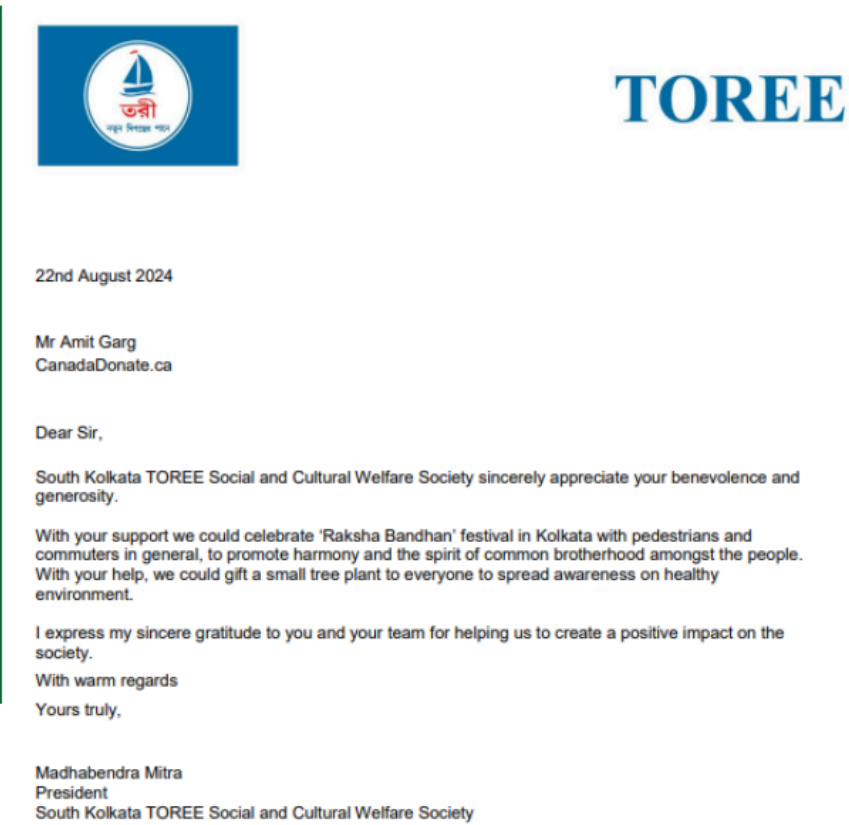 তরী
নতুন দিগন্তের পানে
TOREE
22nd August 2024
Mr Amit Garg
CanadaDonate.ca
Dear Sir,
South Kolkata TOREE Social and Cultural Welfare Society sincerely appreciate your benevolence and
generosity.
With your support we could celebrate 'Raksha Bandhan' festival in Kolkata with pedestrians and
commuters in general, to promote harmony and the spirit of common brotherhood amongst the people.
With your help, we could gift a small tree plant to everyone to spread awareness on healthy
environment.
I express my sincere gratitude to you and your team for helping us to create a positive impact on the
society.
With warm regards
Yours truly,
Madhabendra Mitra
President
South Kolkata TOREE Social and Cultural Welfare Society